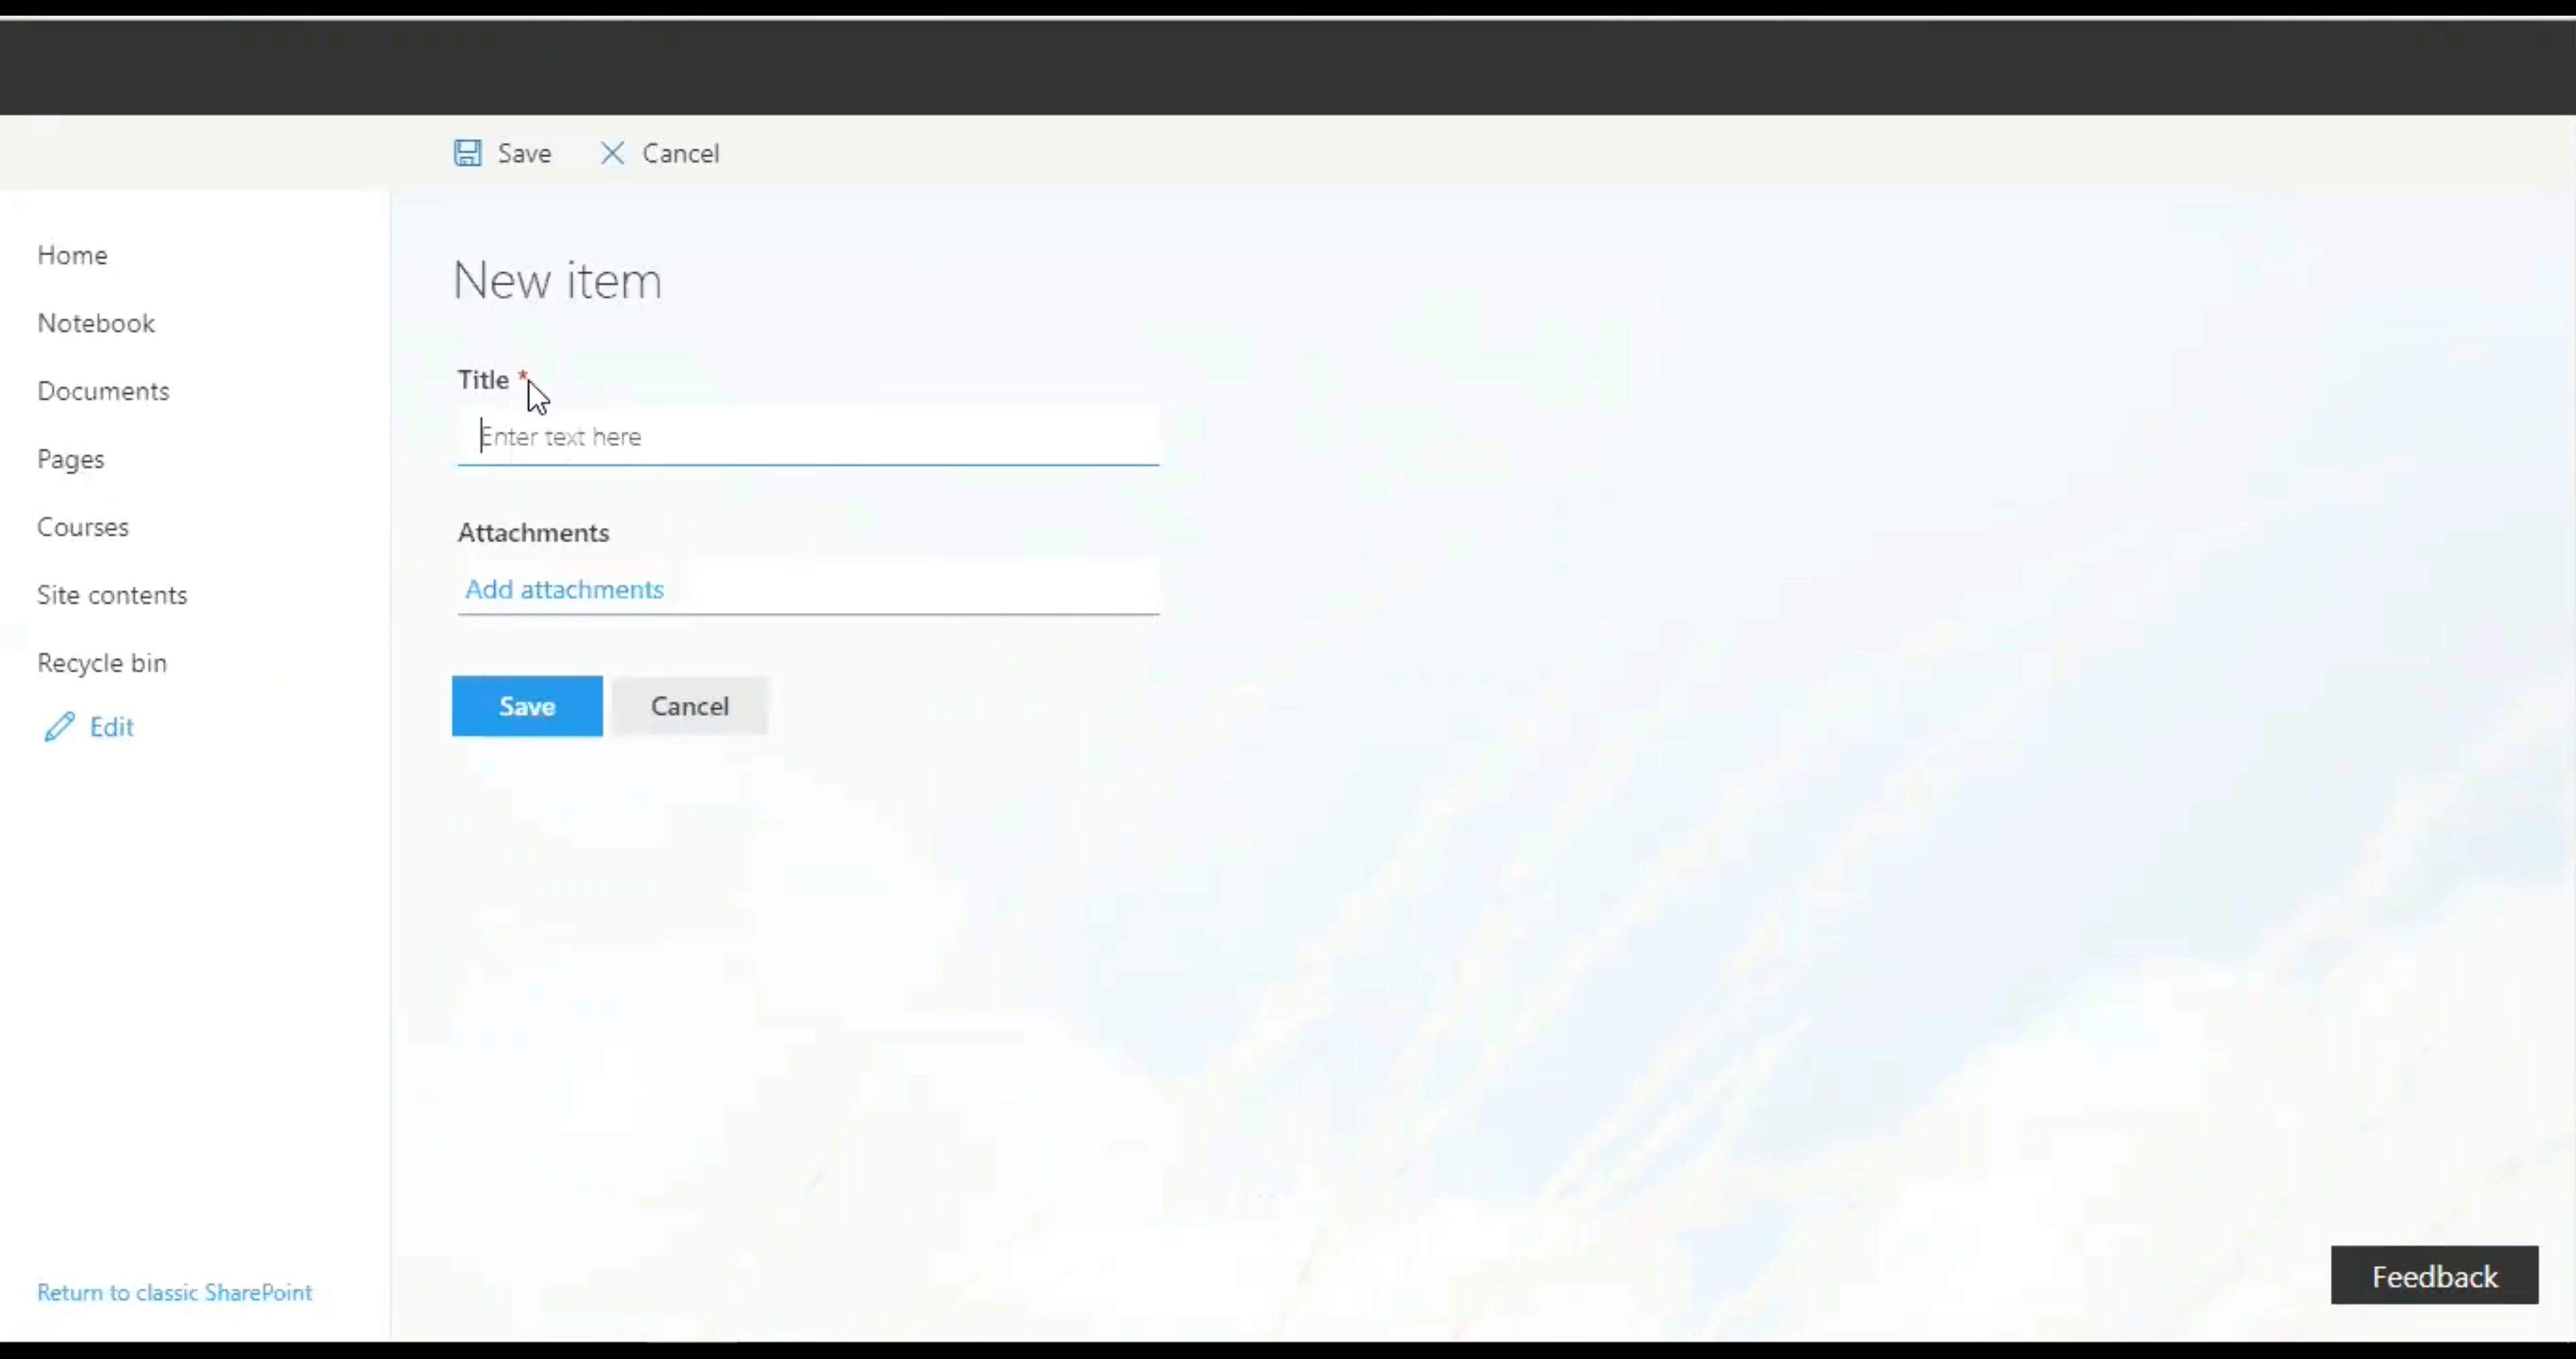 Save Cancel
Home
Notebook
Documents
Pages
Courses
Site contents
Recycle bin
Edit
Return to classic SharePoint
New item
Title *
Enter text here
Attachments
Add attachments
Save Cancel
Feedback